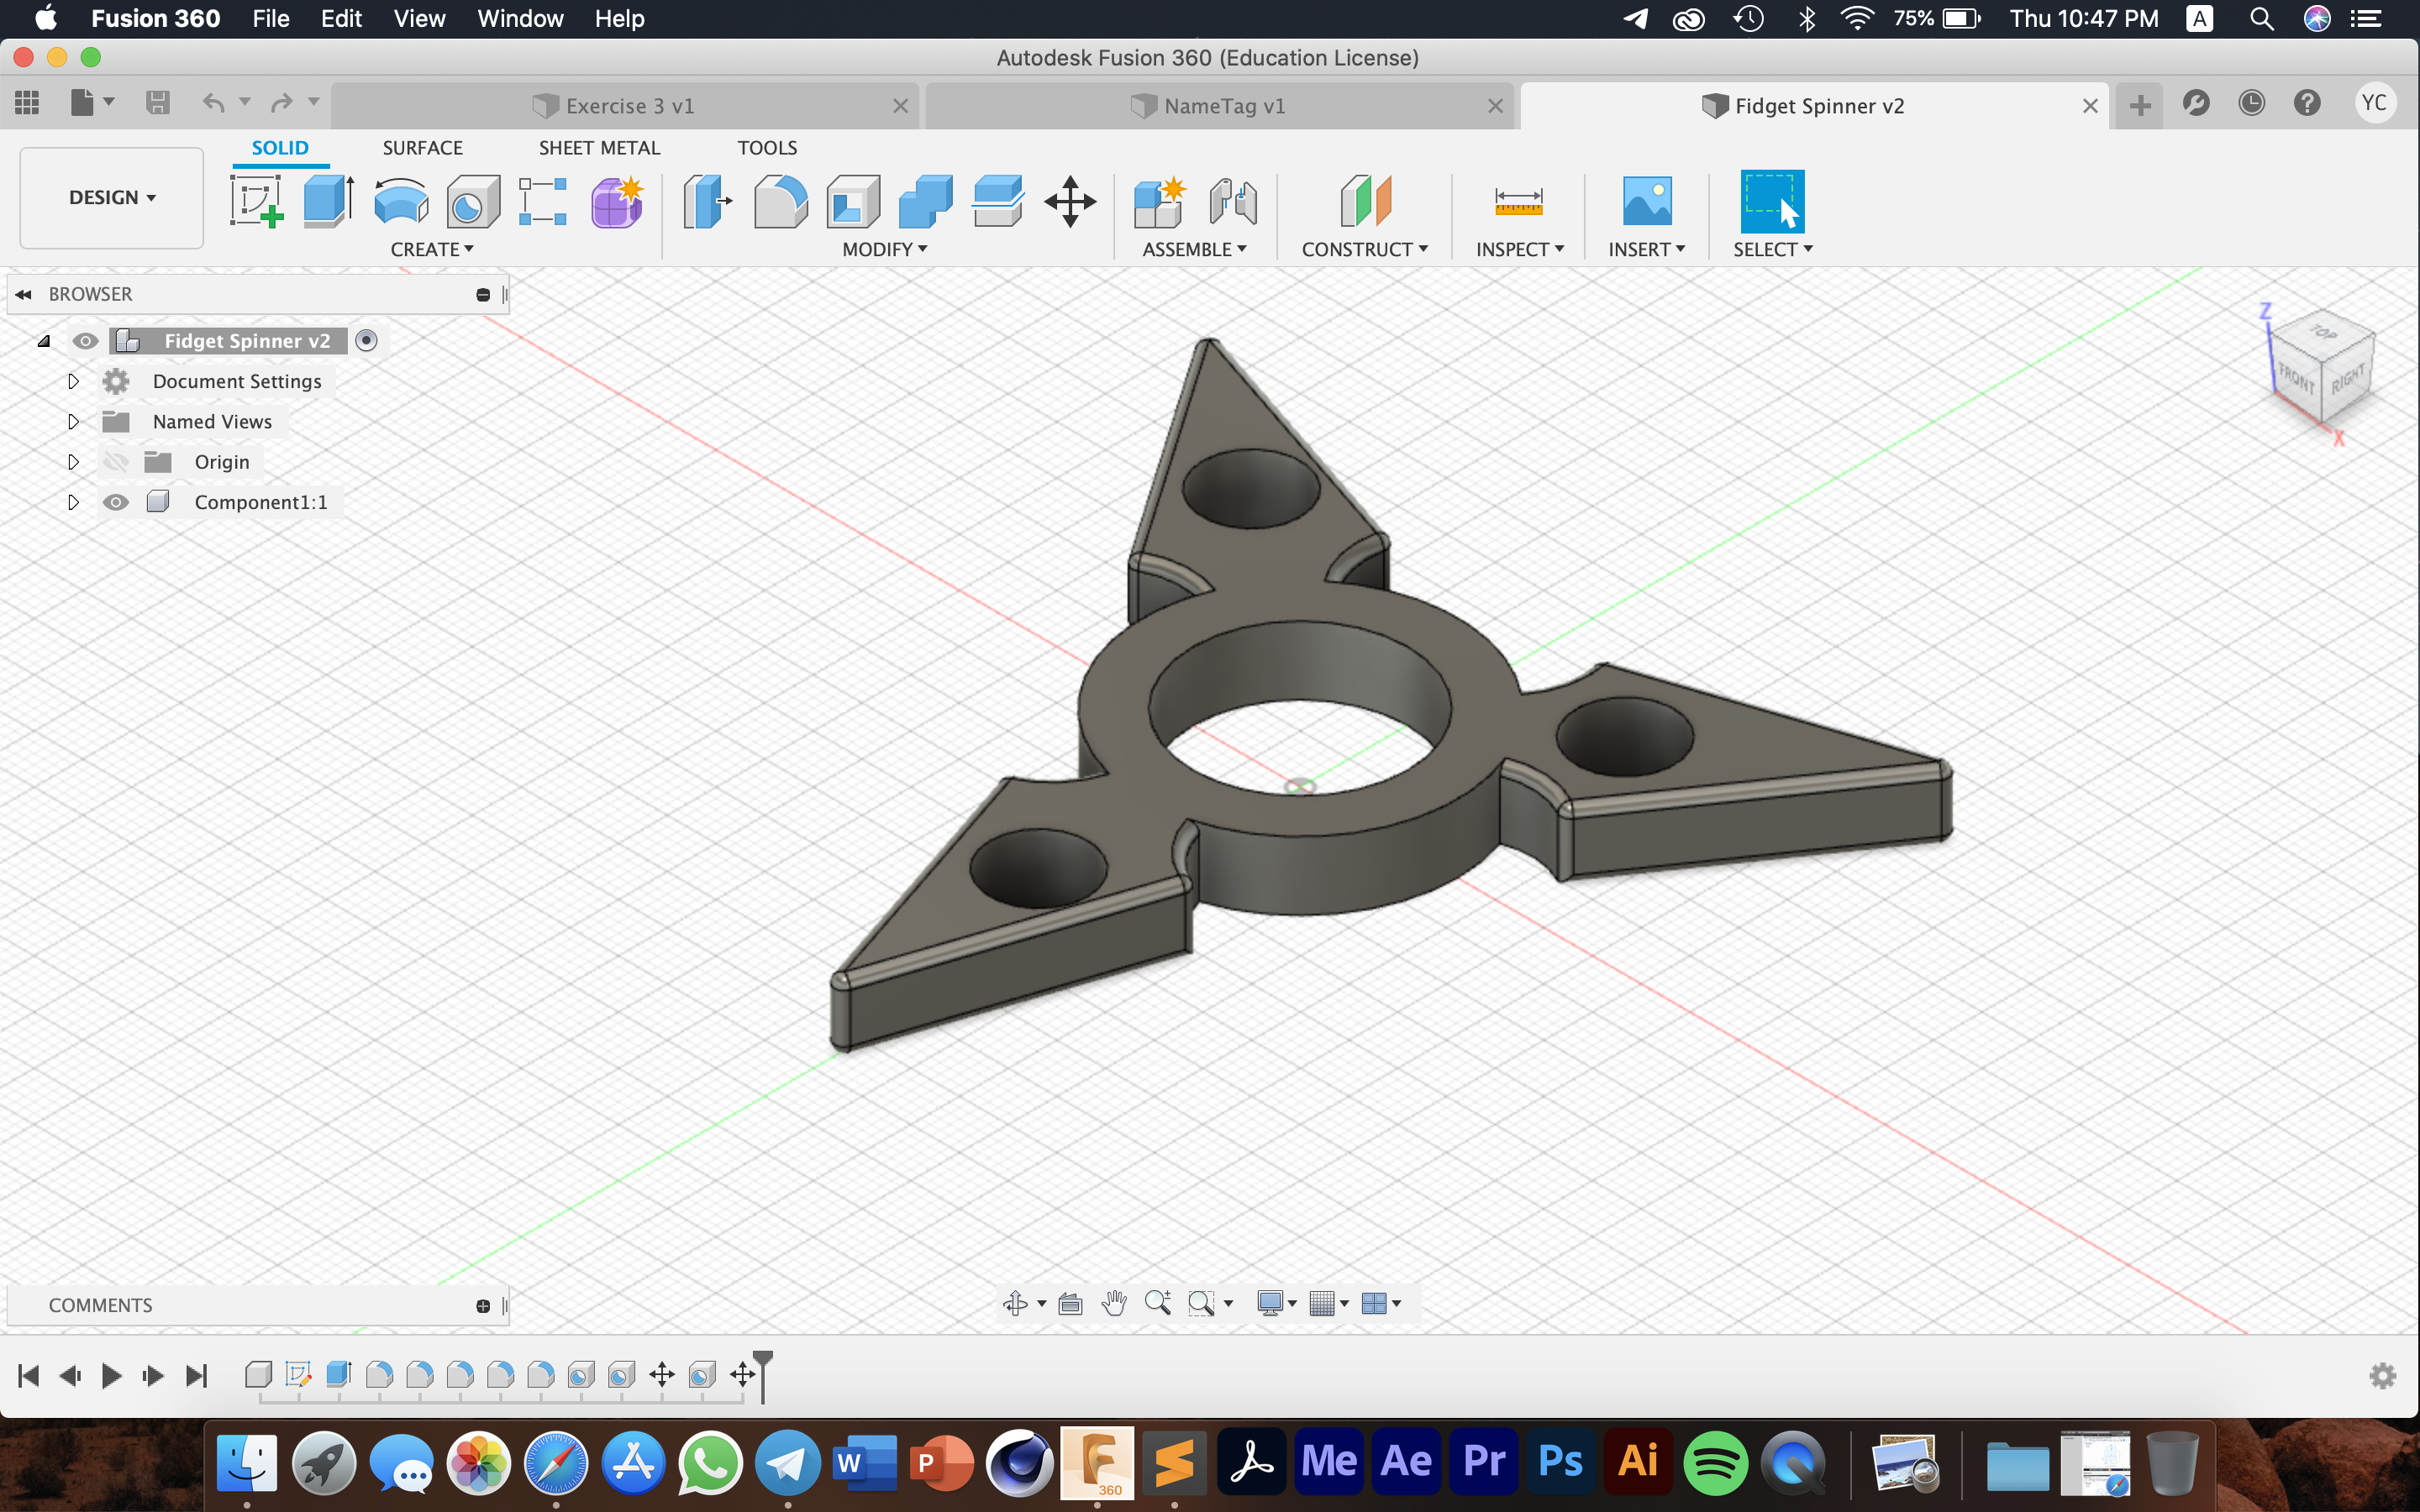 Fusion 360 File Edit View Window Help 75% Thu 10:47 PM A
Autodesk Fusion 360 (Education License)
Exercise 3 v1 NameTag v1 Fidget Spinner v2 YC
SOLID SURFACE SHEET METAL TOOLS
DESIGN
CREATE MODIFY ASSEMBLE CONSTRUCT INSPECT INSERT SELECT
BROWSER
Fidget Spinner v2
Document Settings
Named Views
Origin
Component1:1
Z
TOP
FRONT RIGHT
X
COMMENTS
W P F 360 Me Ae Pr Ps Ai